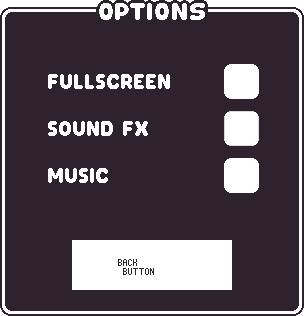 OPTIONS
FULLSCREEN
SOUND FX
MUSIC
BACK
BUTTON